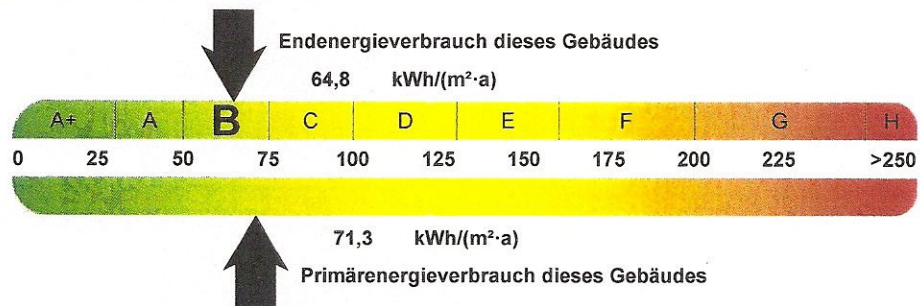 Endenergieverbrauch dieses Gebäudes
64,8 kWh/(m²·a)
A+ A B C D E F G H
0 25 50 75 100 125 150 175 200 225 >250
71,3 kWh/(m²·a)
Primärenergieverbrauch dieses Gebäudes